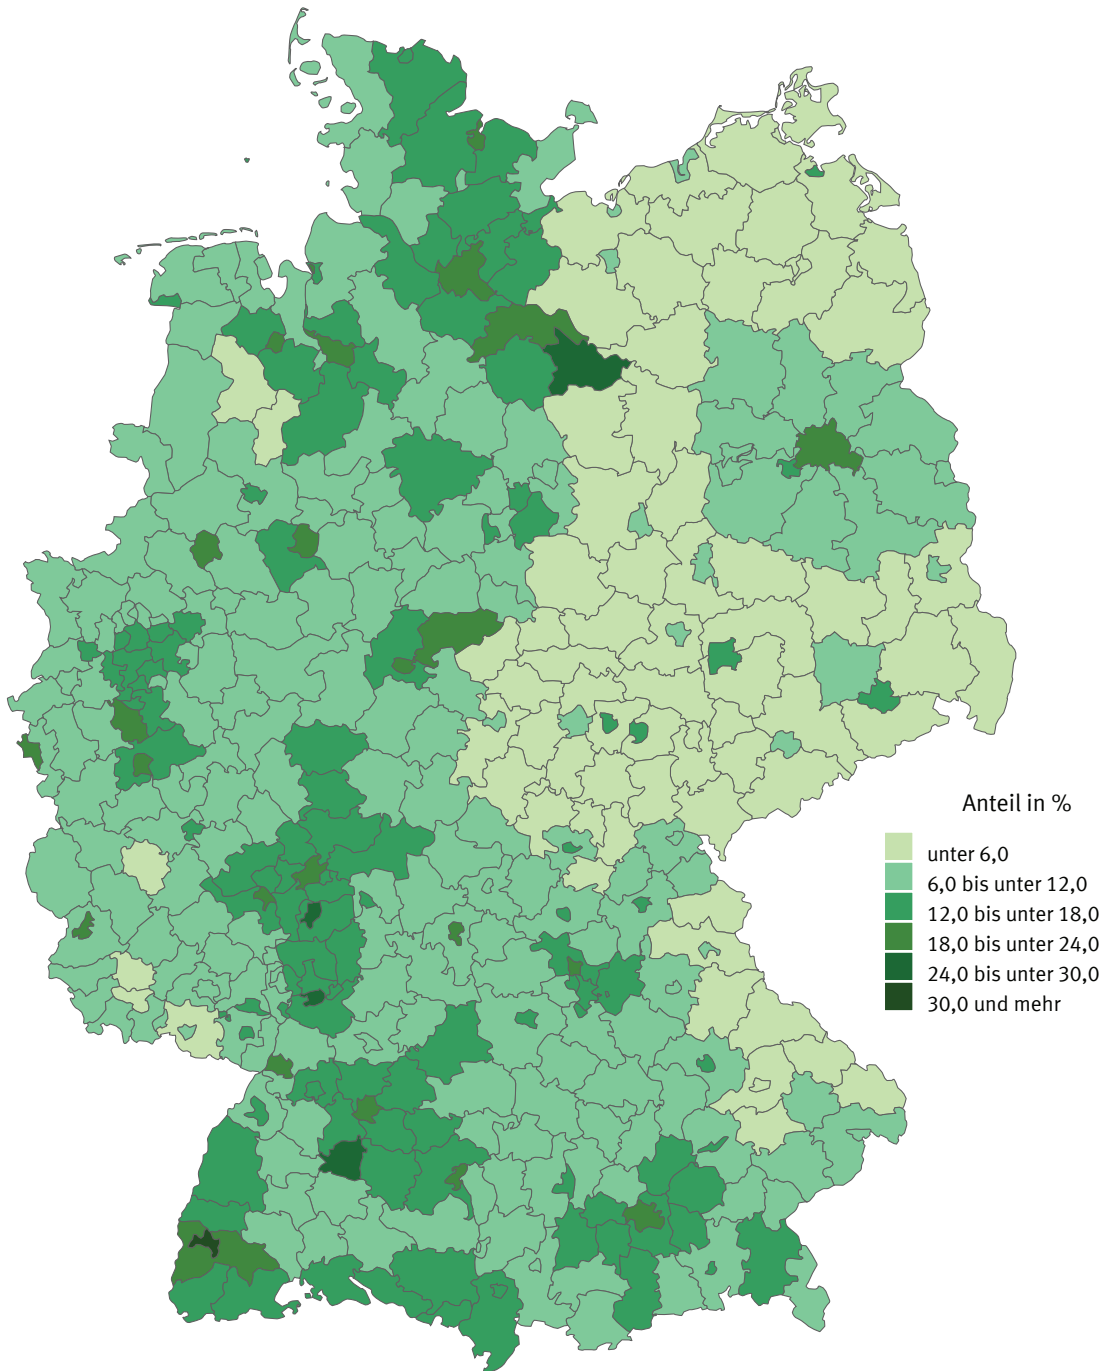 Anteil in %
unter 6,0
6,0 bis unter 12,0
12,0 bis unter 18,0
18,0 bis unter 24,0
24,0 bis unter 30,0
30,0 und mehr